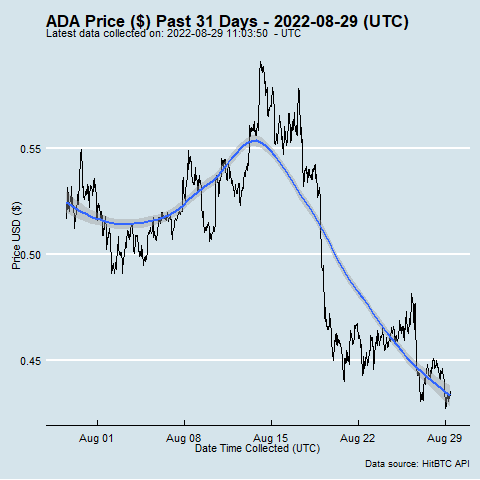 ADA Price ($) Past 31 Days - 2022-08-29 (UTC)
Latest data collected on: 2022-08-29 11:03:50  - UTC
Price USD ($)
0.55
0.50
0.45
Aug 01
Aug 08
Aug 15
Aug 22
Aug 29
Date Time Collected (UTC)
Data source: HitBTC API